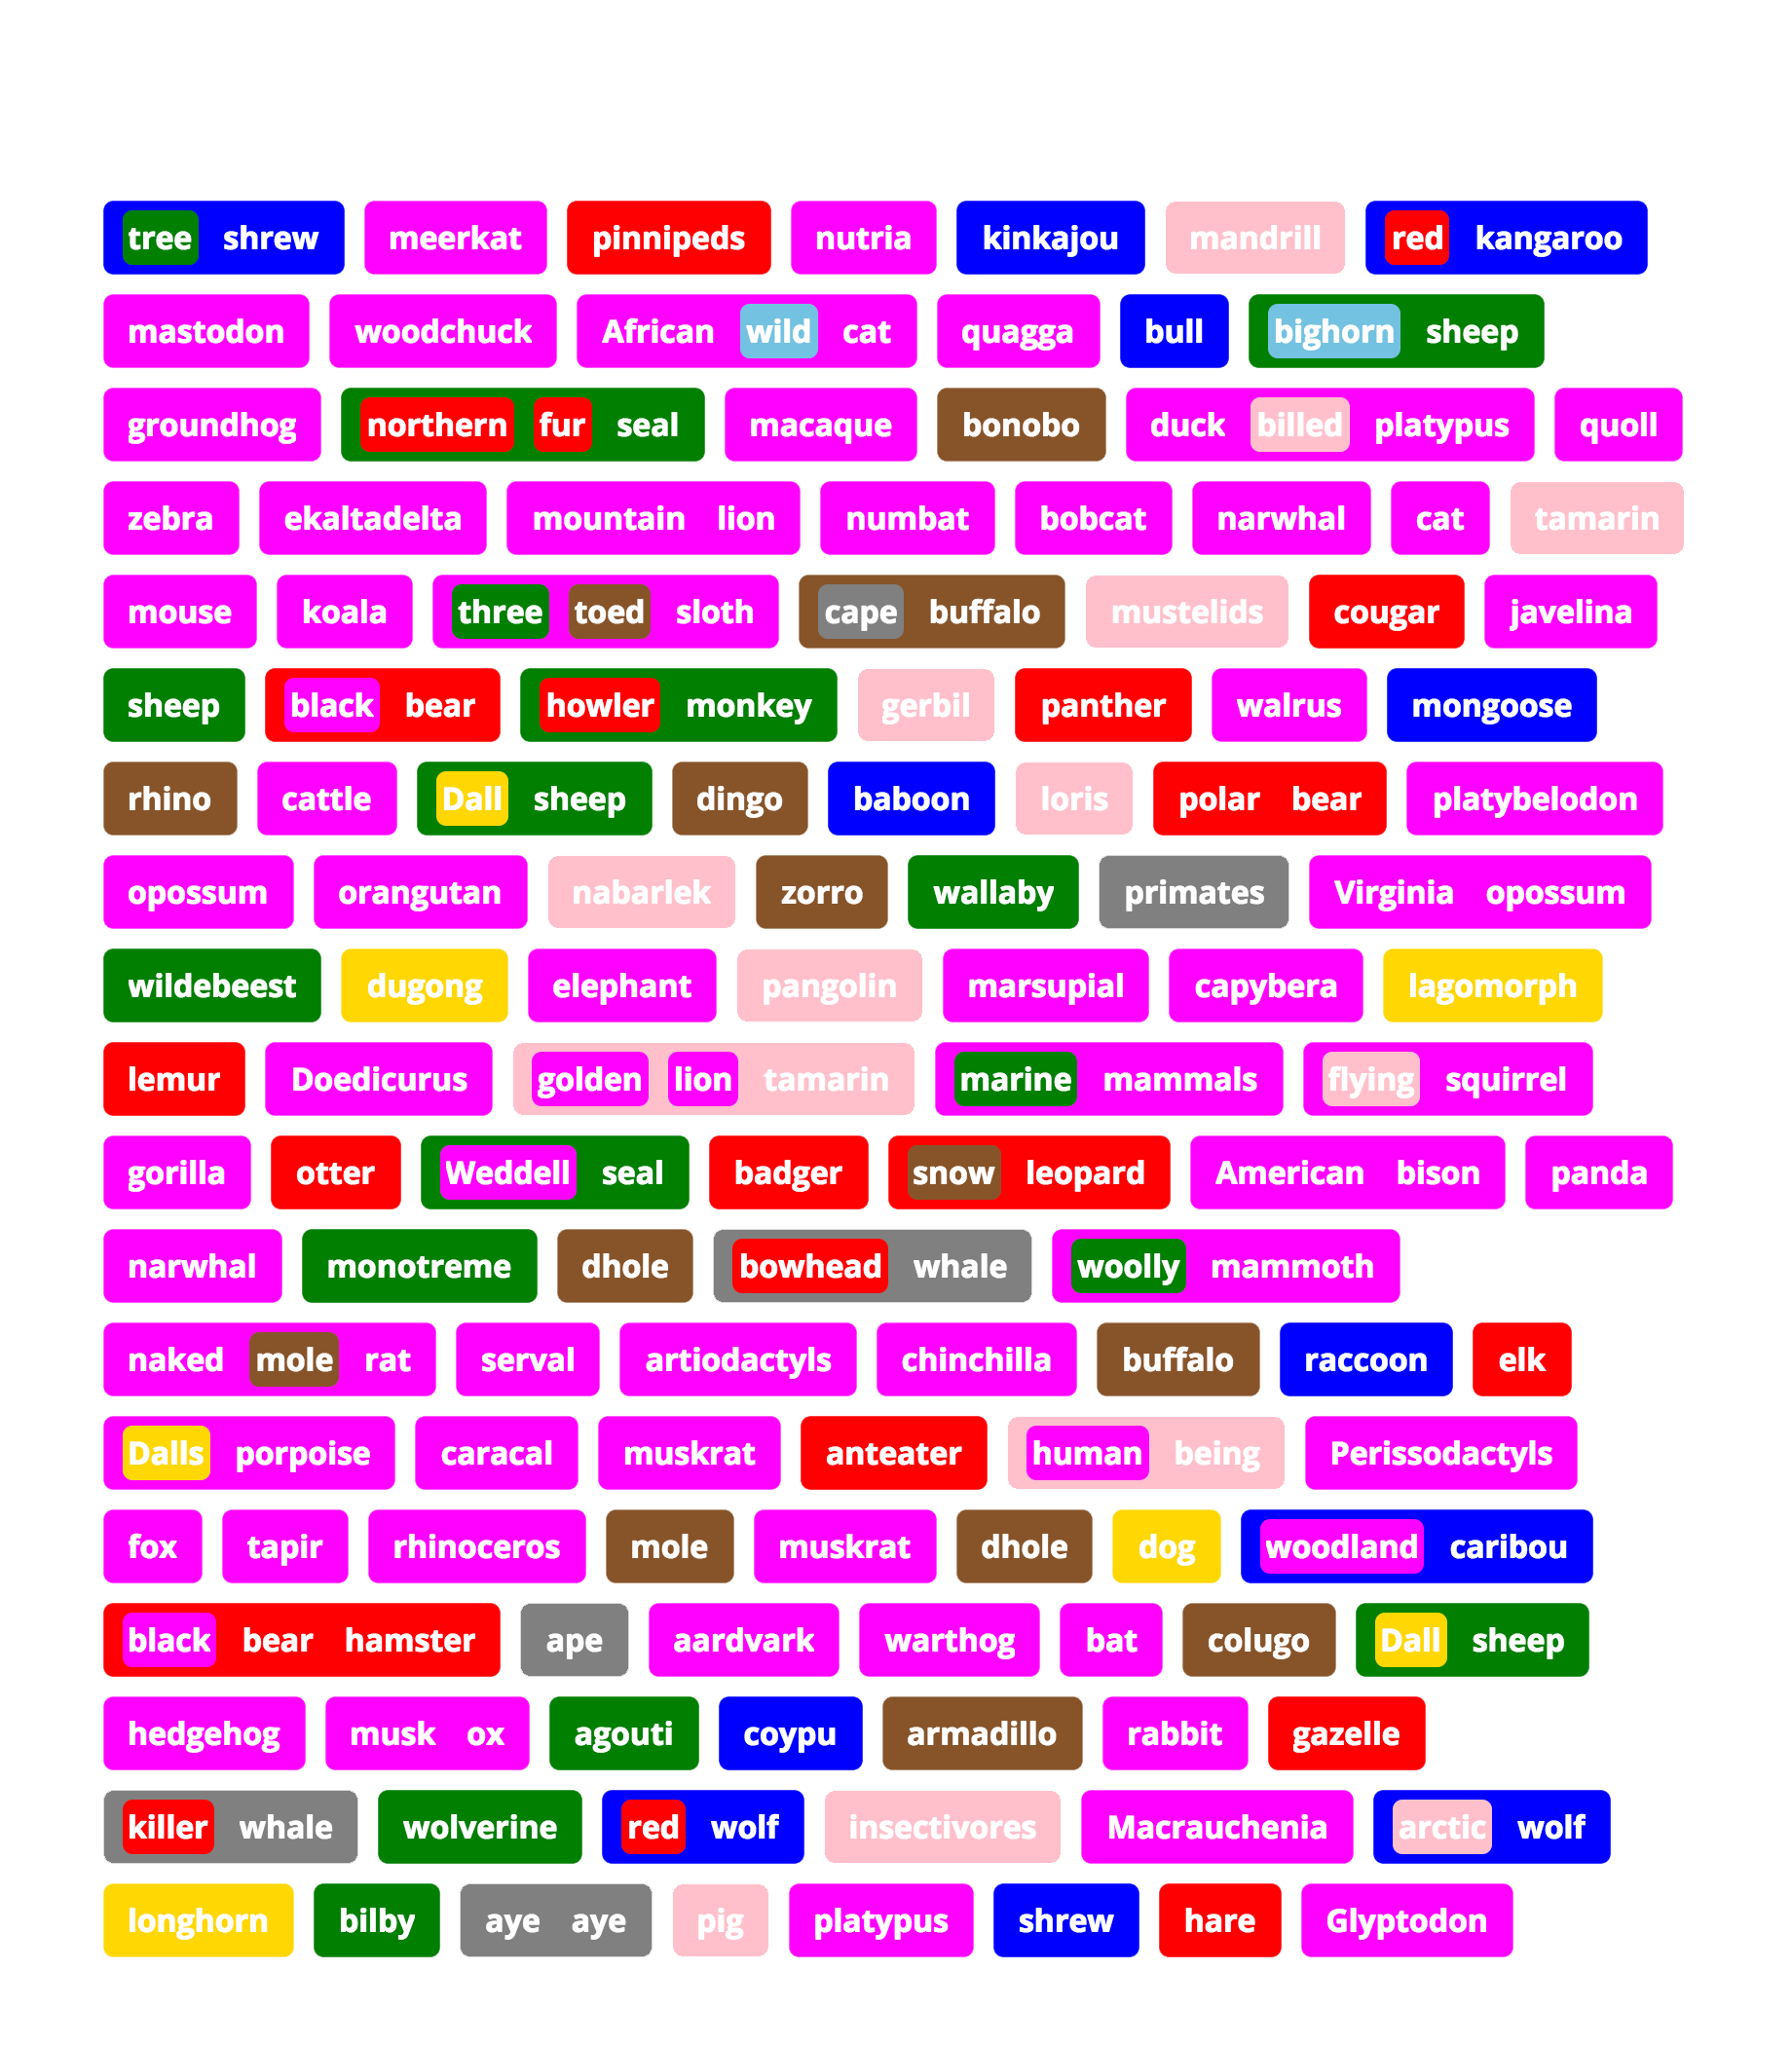 tree shrew meerkat pinnipeds nutria kinkajou mandrill red kangaroo
mastodon woodchuck African wild cat quagga bull bighorn sheep
groundhog northern fur seal macaque bonobo duck billed platypus quoll
zebra ekaltadelta mountain lion numbat bobcat narwhal cat tamarin
mouse koala three toed sloth cape buffalo mustelids cougar javelina
sheep black bear howler monkey gerbil panther walrus mongoose
rhino cattle Dall sheep dingo baboon loris polar bear platybelodon
opossum orangutan nabarlek zorro wallaby primates Virginia opossum
wildebeest dugong elephant pangolin marsupial capybera lagomorph
lemur Doedicurus golden lion tamarin marine mammals flying squirrel
gorilla otter Weddell seal badger snow leopard American bison panda
narwhal monotreme dhole bowhead whale woolly mammoth
naked mole rat serval artiodactyls chinchilla buffalo raccoon elk
Dalls porpoise caracal muskrat anteater human being Perissodactyls
fox tapir rhinoceros mole muskrat dhole dog woodland caribou
black bear hamster ape aardvark warthog bat colugo Dall sheep
hedgehog musk ox agouti coypu armadillo rabbit gazelle
killer whale wolverine red wolf insectivores Macrauchenia arctic wolf
longhorn bilby aye aye pig platypus shrew hare Glyptodon